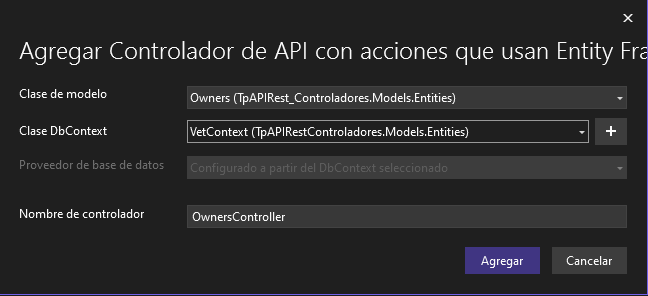 Agregar Controlador de API con acciones que usan Entity Fra
Clase de modelo
Owners (TpAPIRest_Controladores.Models.Entities)
Clase DbContext
VetContext (TpAPIRestControladores.Models.Entities)
+
Proveedor de base de datos
Configurado a partir del DbContext seleccionado
Nombre de controlador
OwnersController
Agregar
Cancelar